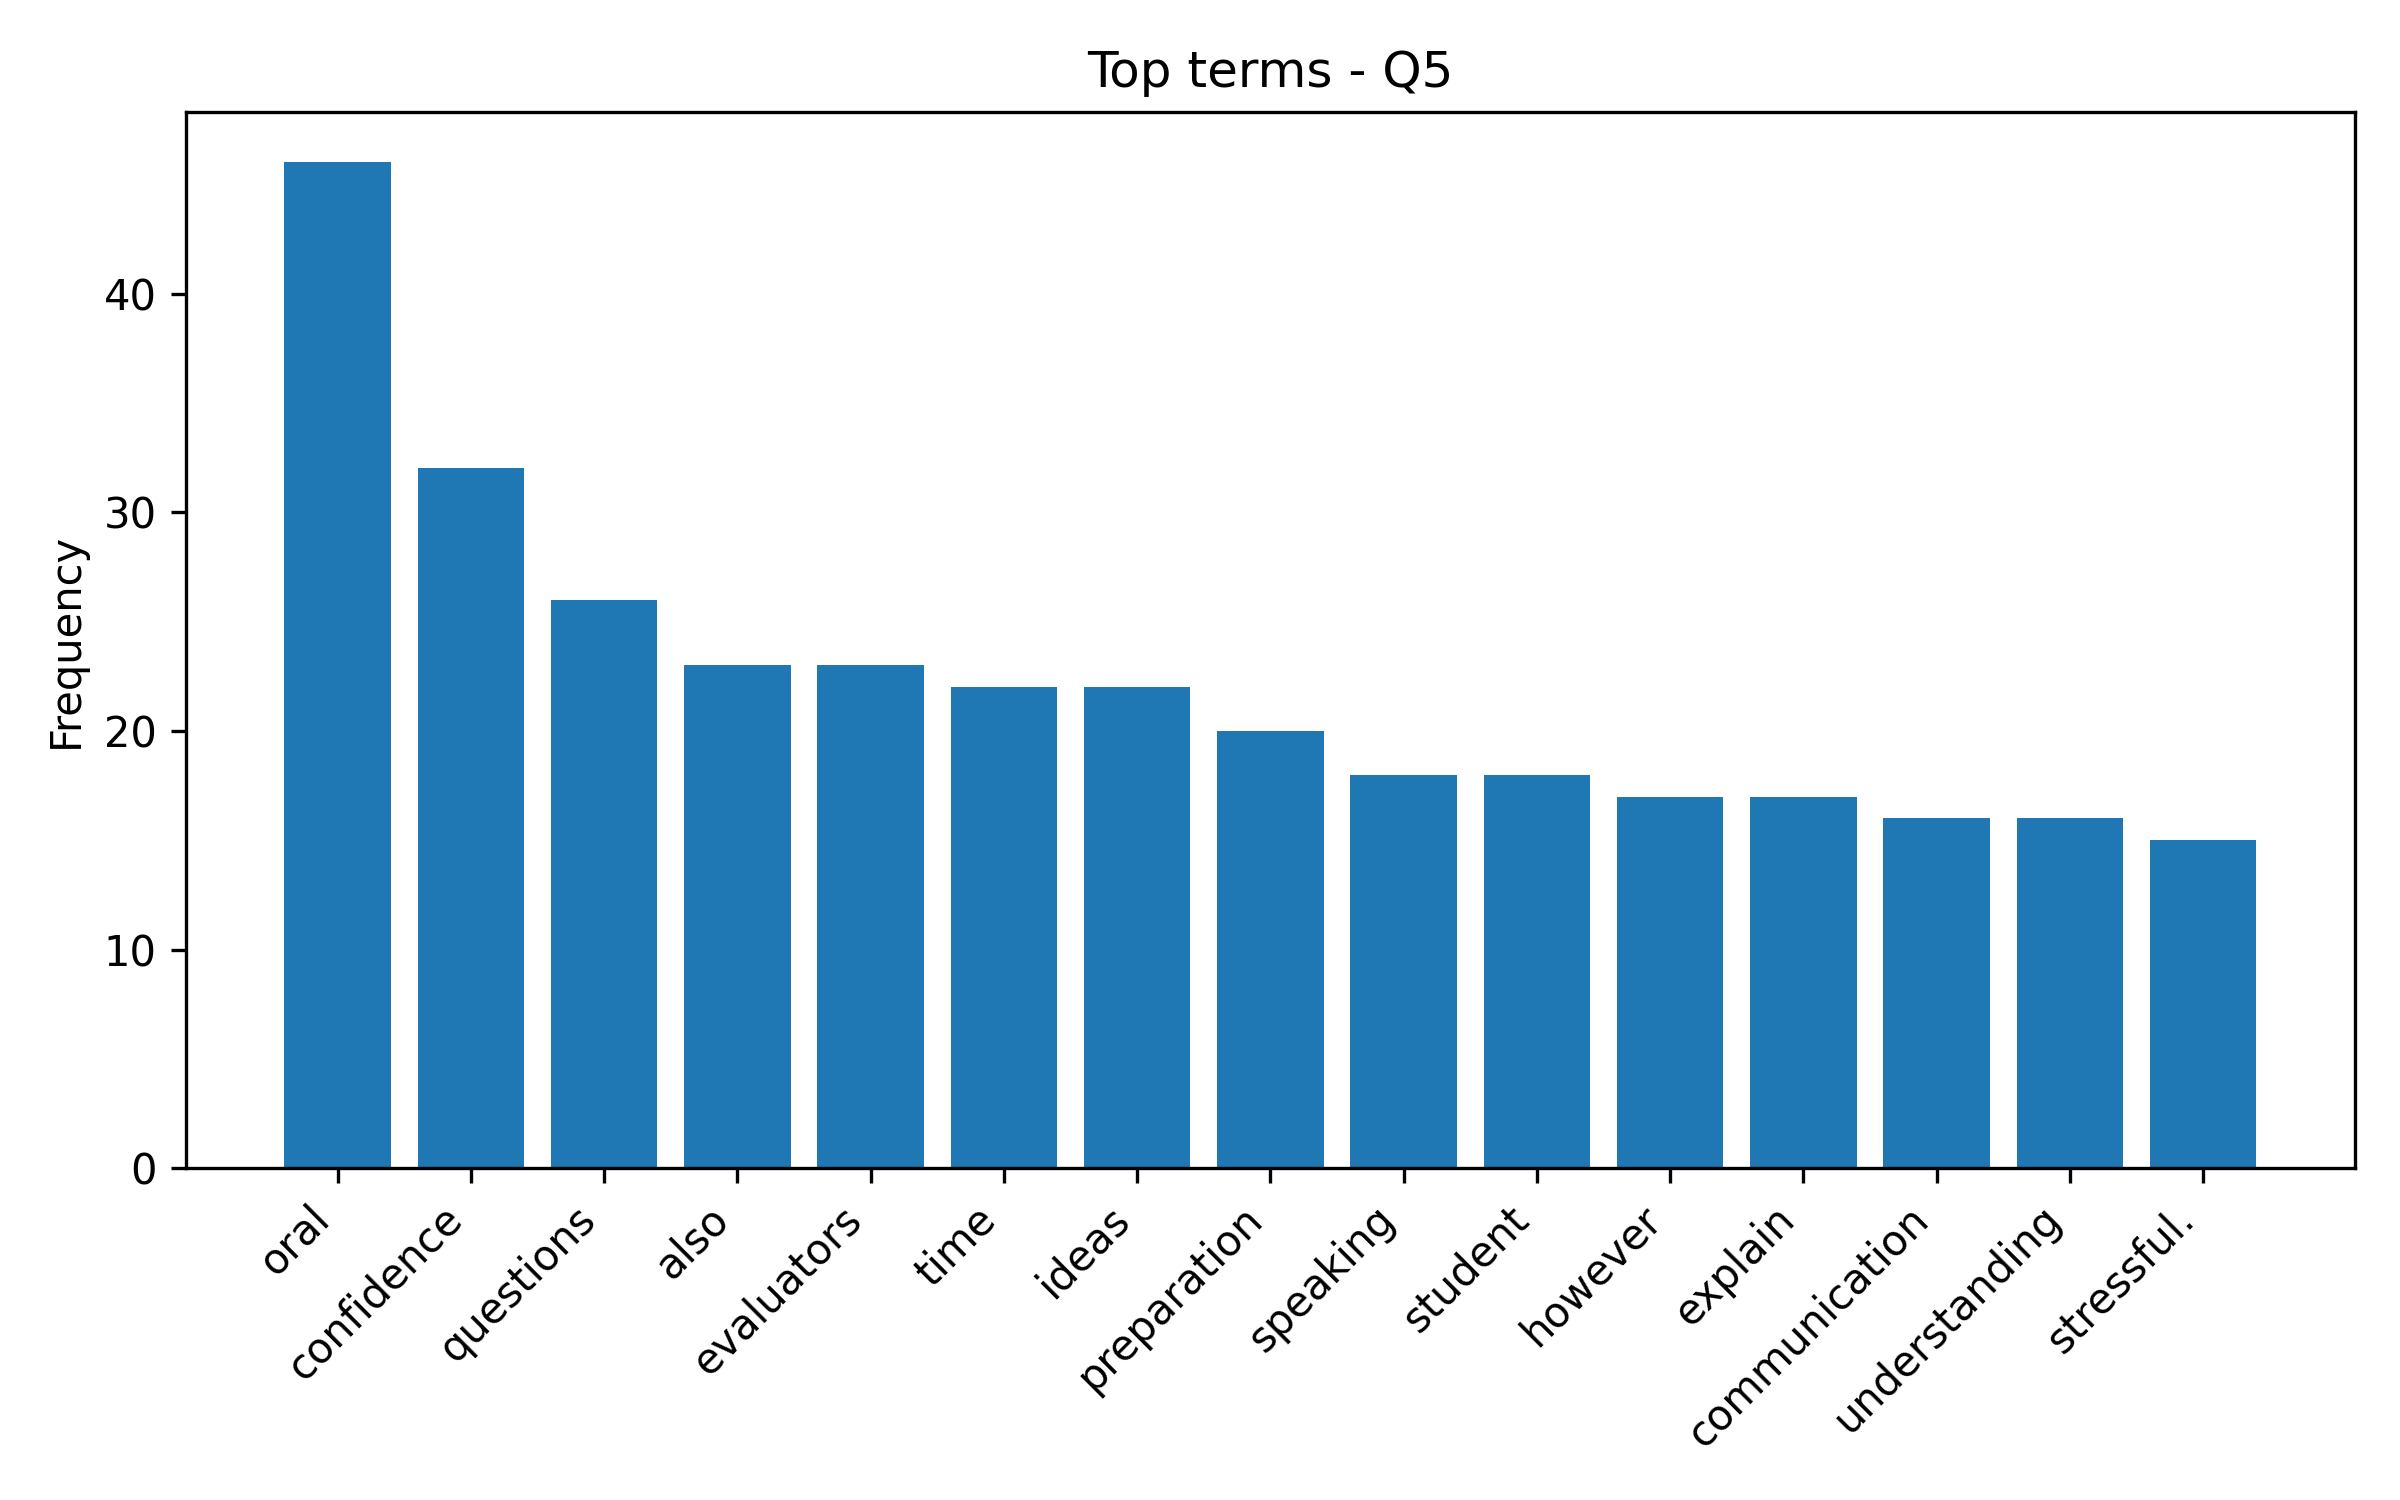 Top terms - Q5
Frequency
40
30
20
10
0
oral
confidence
questions
also
evaluators
time
ideas
preparation
speaking
student
however
explain
communication
understanding
stressful.